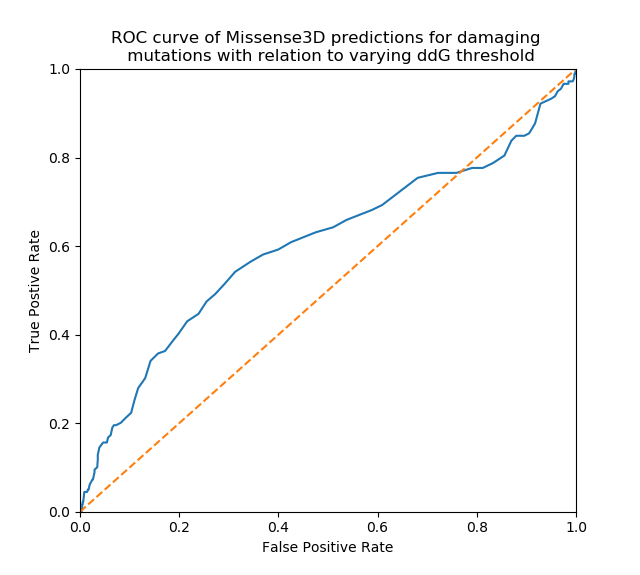 ROC curve of Missense3D predictions for damaging
mutations with relation to varying ddG threshold
1.0
0.8
0.6
0.4
0.2
0.0
True Postive Rate
0.0 0.2 0.4 0.6 0.8 1.0
False Positive Rate